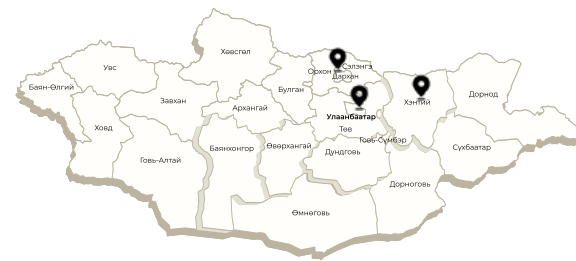 Хөвсгөл
Увс
Сэлэнгэ
Орхон
Дархан
Баян-Өлгий
Булган
Завхан
Дорнод
Хэнтий
Архангай
Улаанбаатар
Ховд
Төв
Говь-Сүмбэр
Өвөрхангай
Баянхонгор
Сүхбаатар
Дундговь
Говь-Алтай
Дорноговь
Өмнөговь